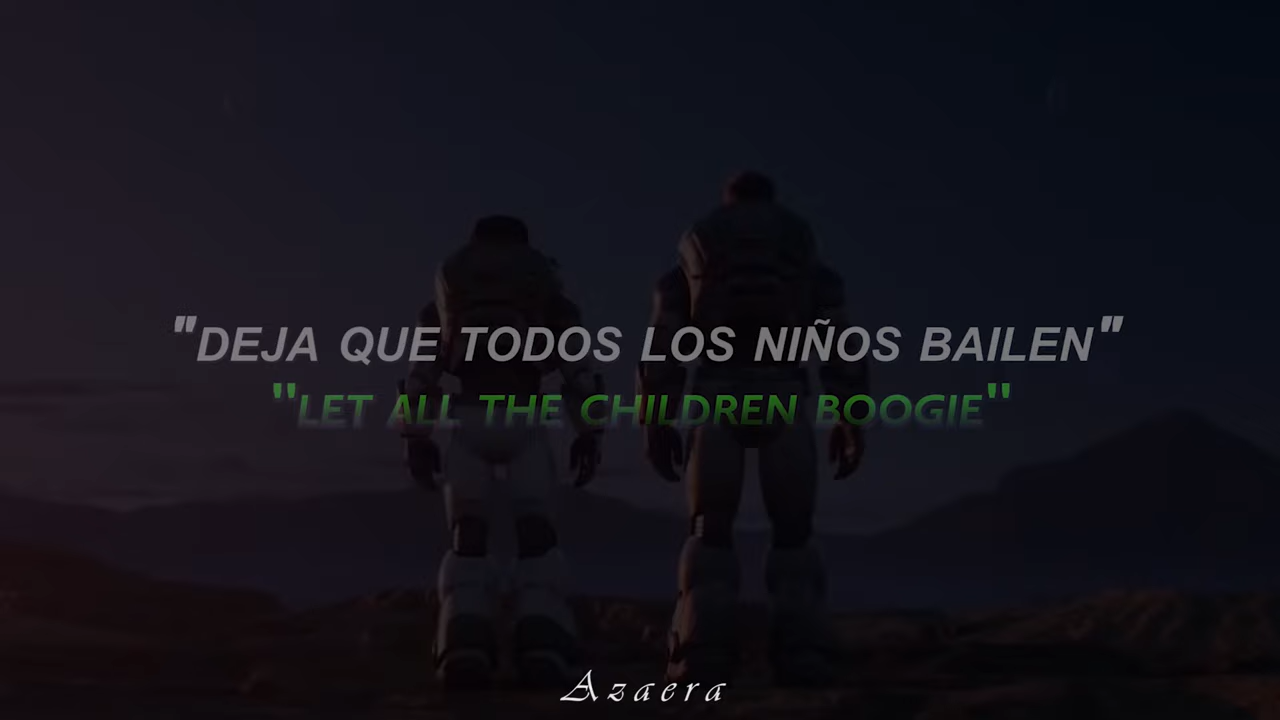 "DEJA QUE TODOS LOS NIÑOS BAILEN"
"LET ALL THE CHILDREN BOOGIE"
Azaera